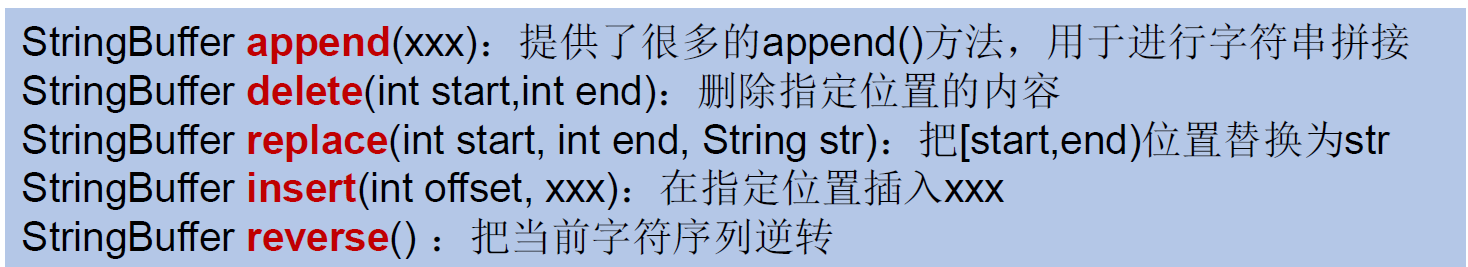 StringBuffer append(xxx)：提供了很多的append()方法，用于进行字符串拼接
StringBuffer delete(int start,int end)：删除指定位置的内容
StringBuffer replace(int start, int end, String str)：把[start,end)位置替换为str
StringBuffer insert(int offset, xxx)：在指定位置插入xxx
StringBuffer reverse() ：把当前字符序列逆转